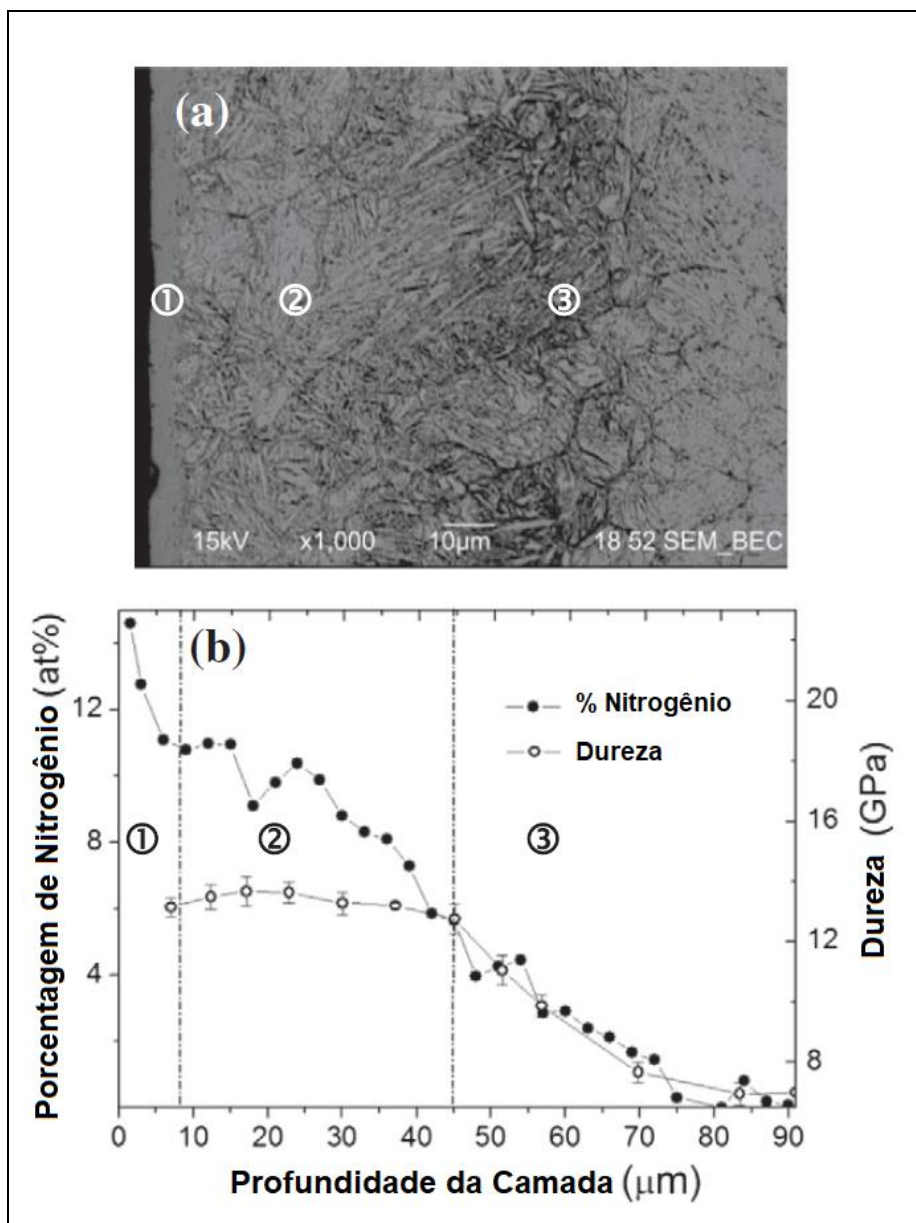 (a)
① ② ③
15kV x1,000 10μm 18 52 SEM_BEC
(b)
Porcentagem de Nitrogênio (at%)
12
8
4
% Nitrogênio
Dureza
① ② ③
20
16
12
8
Dureza (GPa)
0 10 20 30 40 50 60 70 80 90
Profundidade da Camada (μm)